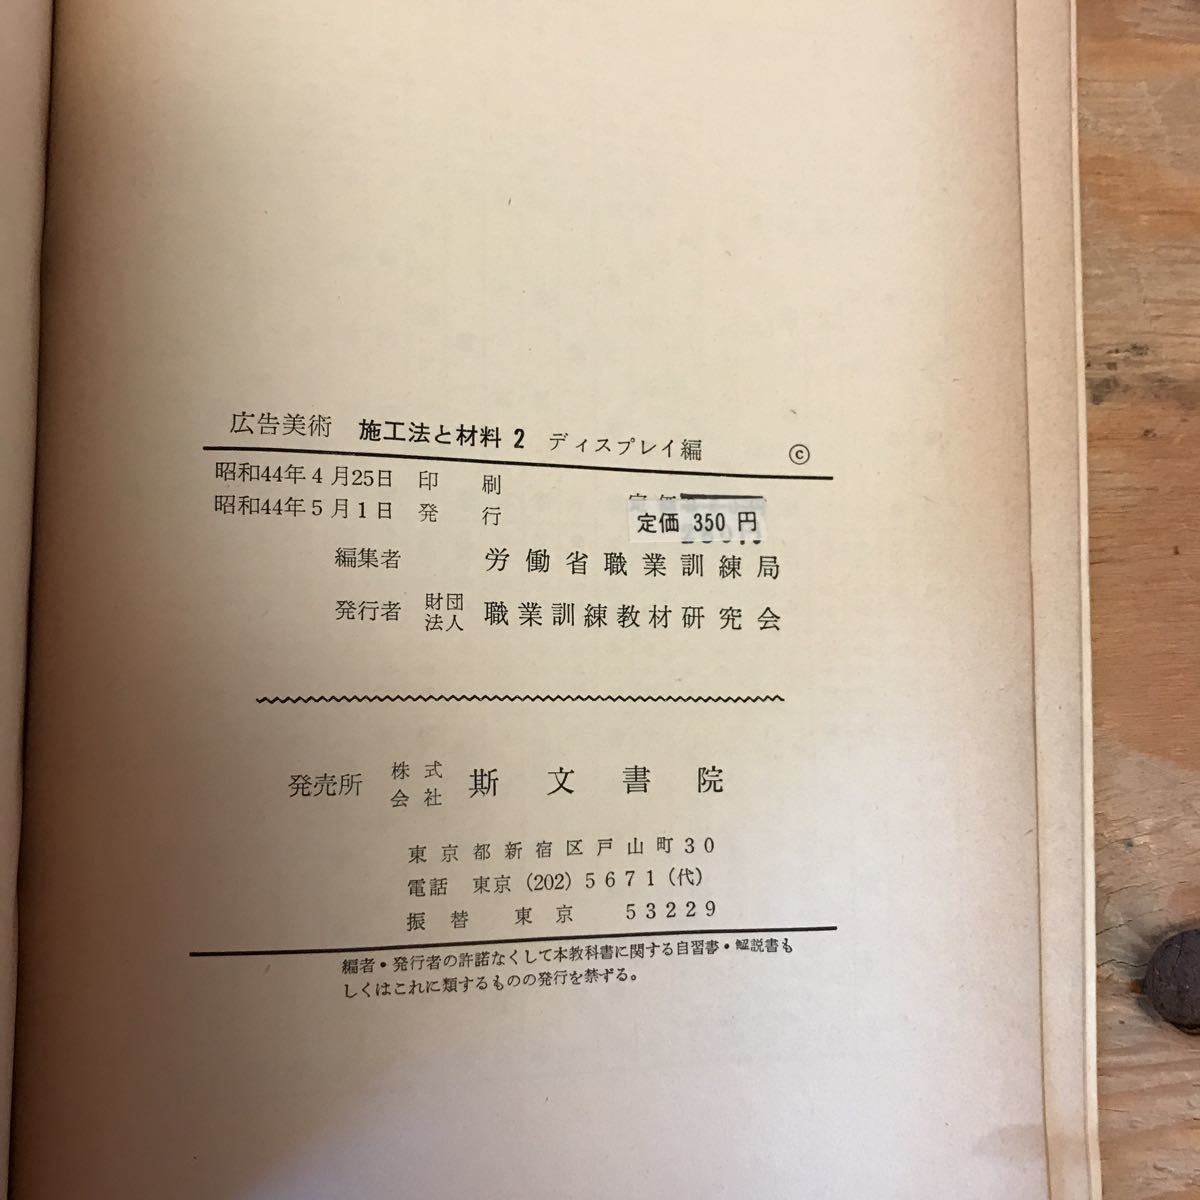 広告美術 施工法と材料 2 ディスプレイ編 ©
昭和44年4月25日 印刷
昭和44年5月1日 発行
定価 350 円
編集者 労働省職業訓練局
発行者 財団法人 職業訓練教材研究会
発売所 株式会社 斯文書院
東京都新宿区戸山町30
電話 東京 (202) 5671 (代)
振替 東京 53229
編者・発行者の許諾なくして本教科書に関する自習書・解説書も
しくはこれに類するものの発行を禁ずる。